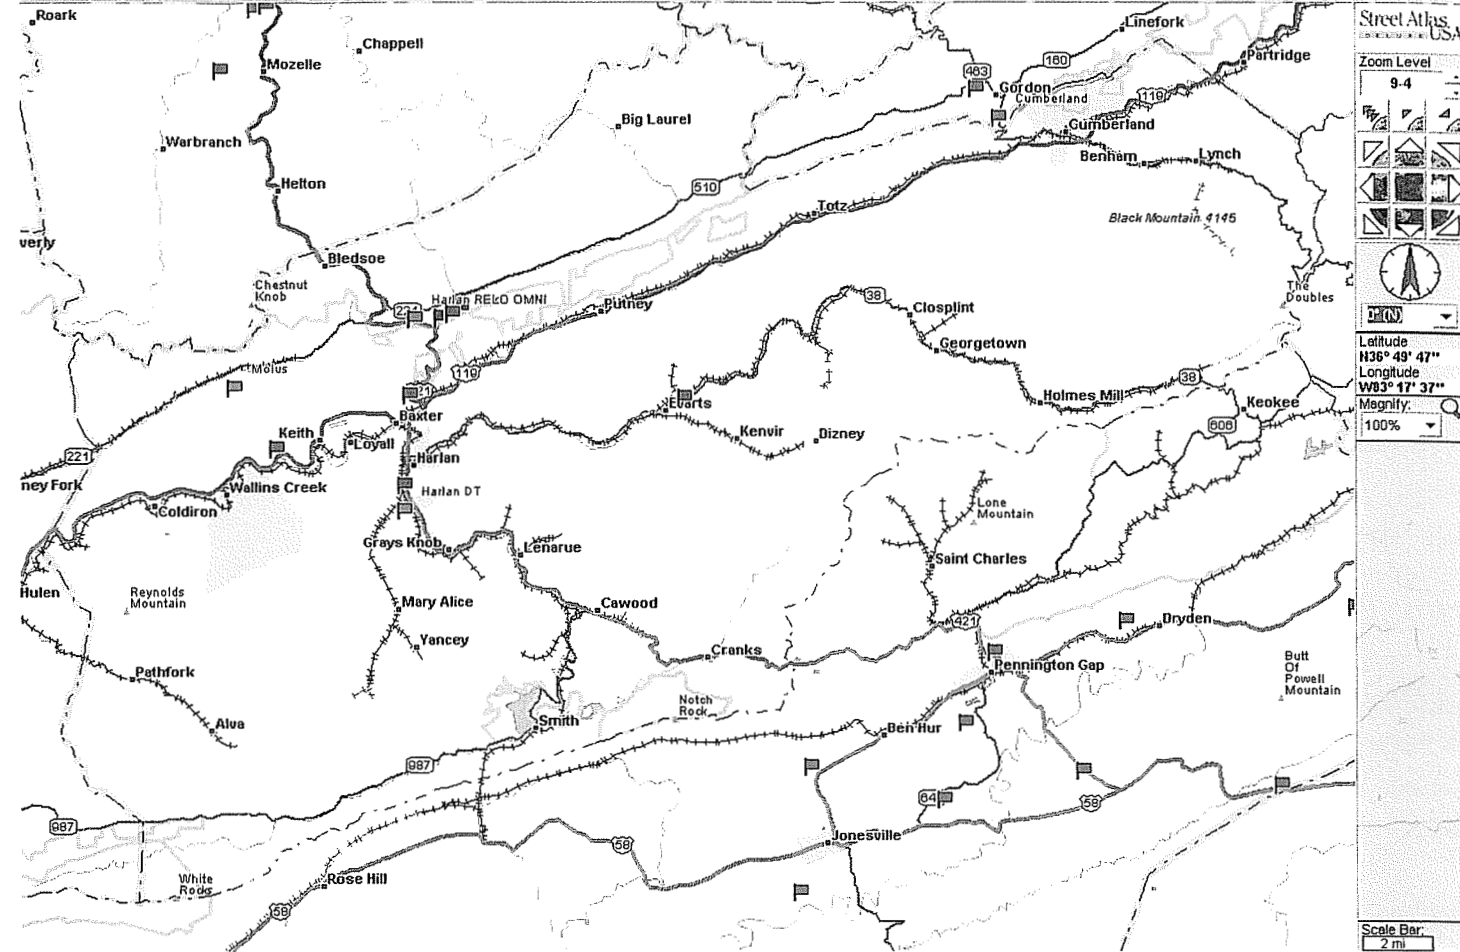 Roark
Linefork
Street Atlas
USA
Chappell
Mozelle
160
Partridge
Zoom Level
9-4
463
Gordon
Cumberland
119
Big Laurel
Cumberland
Warbranch
Benham
Lynch
Helton
510
Totz
Black Mountain 4145
verly
Bledsoe
Chestnut
Knob
The
Doubles
Harlan RELO OMNI
38
Closplint
Putney
221
0° (N)
Georgetown
Latitude
N36° 49' 47"
Longitude
W83° 17' 37"
Molus
119
38
Holmes Mill
Keokee
Magnify:
100%
421
Evarts
Baxter
606
Keith
Loyall
Kenvir
Dizney
221
Harlan
ney Fork
Wallins Creek
Harlan DT
Coldiron
Lone
Mountain
Grays Knob
Lenarue
Saint Charles
Hulen
Reynolds
Mountain
Mary Alice
Cawood
421
Dryden
Yancey
Cranks
Pennington Gap
Butt
Of
Powell
Mountain
Pathfork
Notch
Rock
Alva
Smith
Ben Hur
987
64
58
987
Jonesville
58
White
Rocks
Rose Hill
58
Scale Bar:
2 mi